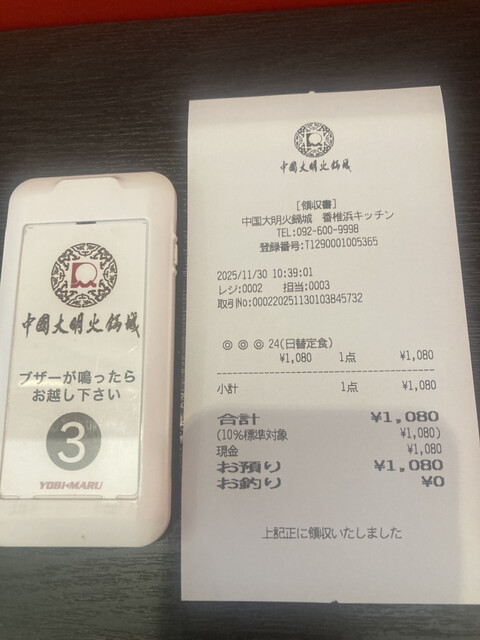 中国大明火鍋城
ブザーが鳴ったら
お越し下さい
3
YOBI•MARU
中国大明火鍋城
[領収書]
中国大明火鍋城 香椎浜キッチン
TEL:092-600-9998
登録番号:T1290001005365
2025/11/30 10:39:01
レジ:0002 担当:0003
取引No:000220251130103845732
◎ ◎ ◎ 24(日替定食)
¥1,080 1点 ¥1,080
小計 1点 ¥1,080
合計 ¥1,080
(10%標準対象 ¥1,080)
現金 ¥1,080
お預り ¥1,080
お釣り ¥0
上記正に領収いたしました